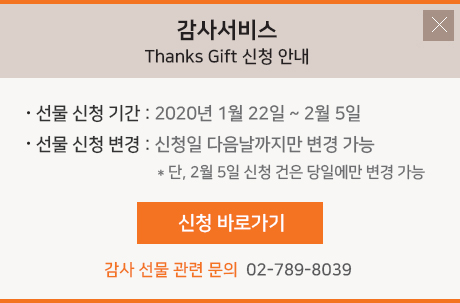 감사서비스
Thanks Gift 신청 안내
· 선물 신청 기간 : 2020년 1월 22일 ~ 2월 5일
· 선물 신청 변경 : 신청일 다음날까지만 변경 가능
* 단, 2월 5일 신청 건은 당일에만 변경 가능
신청 바로가기
감사 선물 관련 문의 02-789-8039